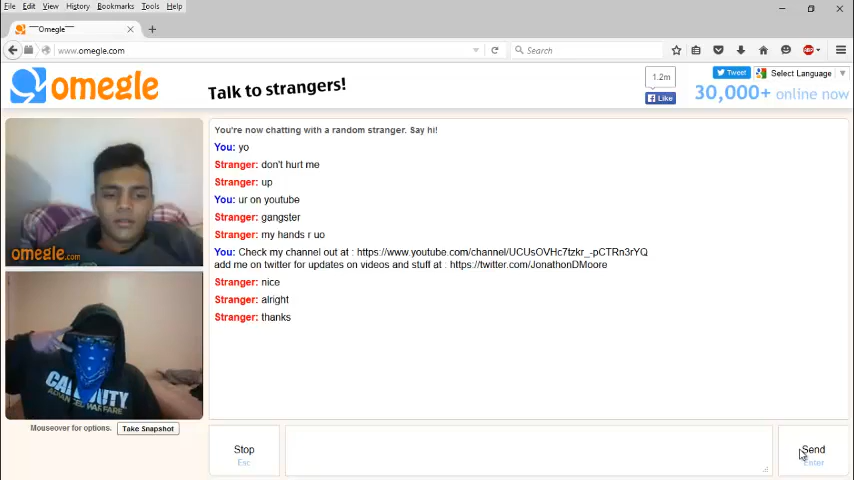 File Edit View History Bookmarks Tools Help
Omegle
www.omegle.com
Search
ABP
omegle
Talk to strangers!
1.2m
Like
Tweet
Select Language
30,000+ online now
You're now chatting with a random stranger. Say hi!
You: yo
Stranger: don't hurt me
Stranger: up
You: ur on youtube
Stranger: gangster
Stranger: my hands r uo
You: Check my channel out at : https://www.youtube.com/channel/UCUsOVHc7tzkr_-pCTRn3rYQ
add me on twitter for updates on videos and stuff at : https://twitter.com/JonathonDMoore
Stranger: nice
Stranger: alright
Stranger: thanks
omegle.com
CALL OF DUTY
ADVANCED WARFARE
Mouseover for options.
Take Snapshot
Stop
Esc
Send
Enter